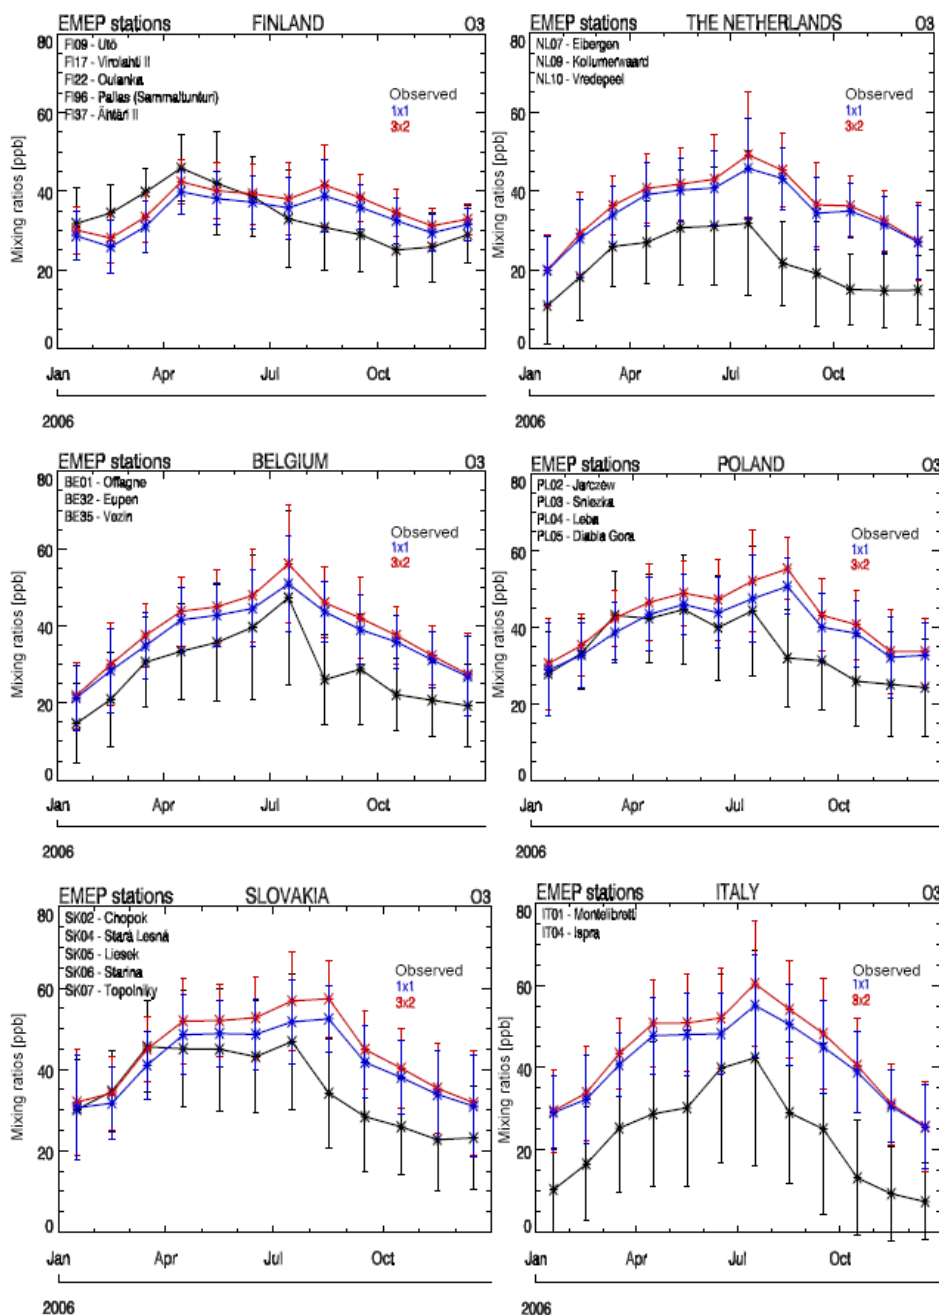 EMEP stations FINLAND O3
80
FI09 - Utö
FI17 - Virolahti II
FI22 - Oulanka
FI96 - Pallas (Sammaltunturi)
FI37 - Ähtäri II
Observed
1x1
3x2
60
40
20
0
Mixing ratios [ppb]
Jan Apr Jul Oct
2006
EMEP stations THE NETHERLANDS O3
80
NL07 - Eibergen
NL09 - Kollumerwaard
NL10 - Vredepeel
Observed
1x1
3x2
60
40
20
0
Mixing ratios [ppb]
Jan Apr Jul Oct
2006
EMEP stations BELGIUM O3
80
BE01 - Offagne
BE32 - Eupen
BE35 - Vezin
Observed
1x1
3x2
60
40
20
0
Mixing ratios [ppb]
Jan Apr Jul Oct
2006
EMEP stations POLAND O3
80
PL02 - Jarczew
PL03 - Sniezka
PL04 - Leba
PL05 - Diabla Gora
Observed
1x1
3x2
60
40
20
0
Mixing ratios [ppb]
Jan Apr Jul Oct
2006
EMEP stations SLOVAKIA O3
80
SK02 - Chopok
SK04 - Stará Lesná
SK05 - Liesek
SK06 - Starina
SK07 - Topolniky
Observed
1x1
3x2
60
40
20
0
Mixing ratios [ppb]
Jan Apr Jul Oct
2006
EMEP stations ITALY O3
80
IT01 - Montelibretti
IT04 - Ispra
Observed
1x1
3x2
60
40
20
0
Mixing ratios [ppb]
Jan Apr Jul Oct
2006